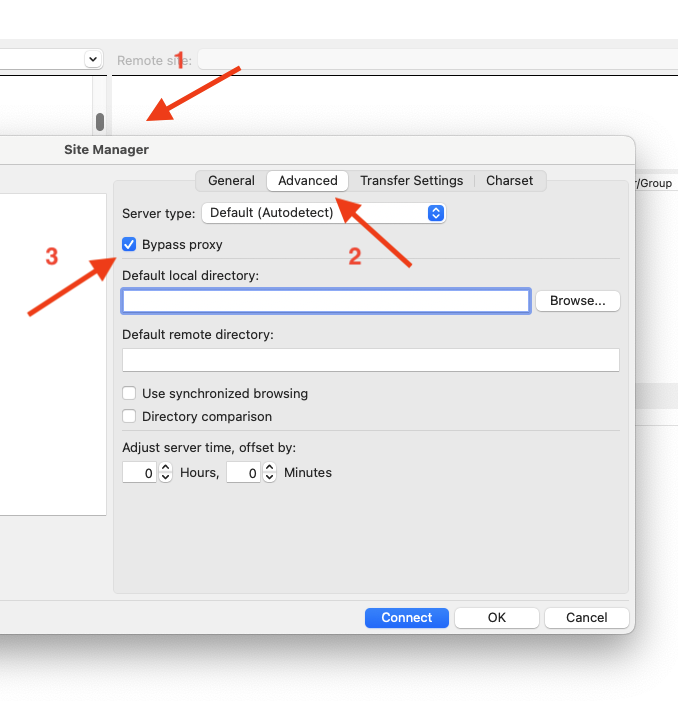 Remote site:
1
Site Manager
General Advanced Transfer Settings Charset
r/Group
Server type: Default (Autodetect)
3 Bypass proxy 2
Default local directory:
Browse...
Default remote directory:
Use synchronized browsing
Directory comparison
Adjust server time, offset by:
0 Hours, 0 Minutes
Connect OK Cancel